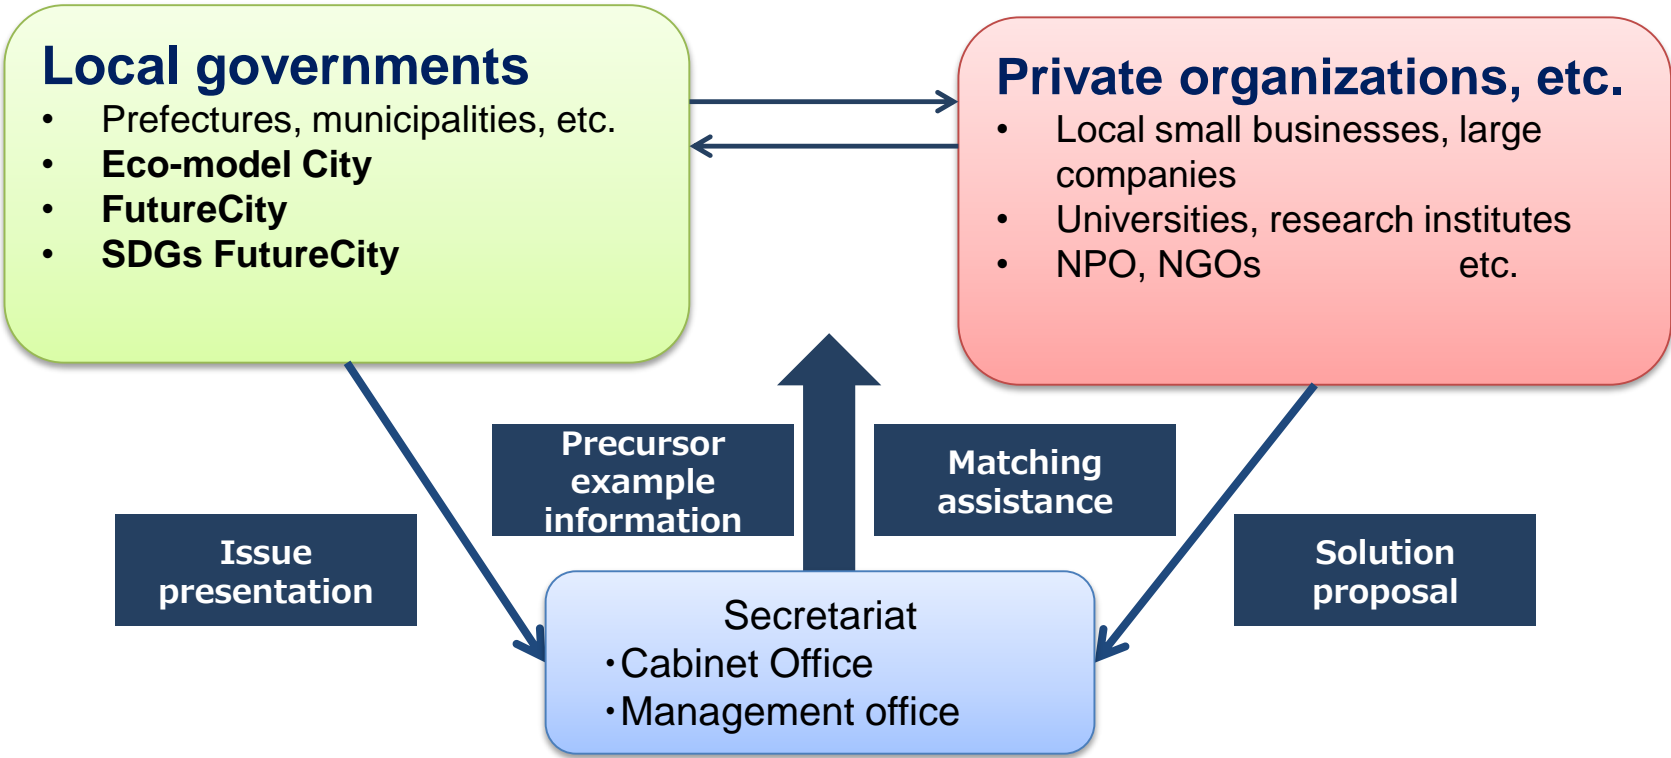 Local governments
• Prefectures, municipalities, etc.
• Eco-model City
• FutureCity
• SDGs FutureCity
Private organizations, etc.
• Local small businesses, large
companies
• Universities, research institutes
• NPO, NGOs etc.
Precursor
example
information
Matching
assistance
Issue
presentation
Solution
proposal
Secretariat
・Cabinet Office
・Management office